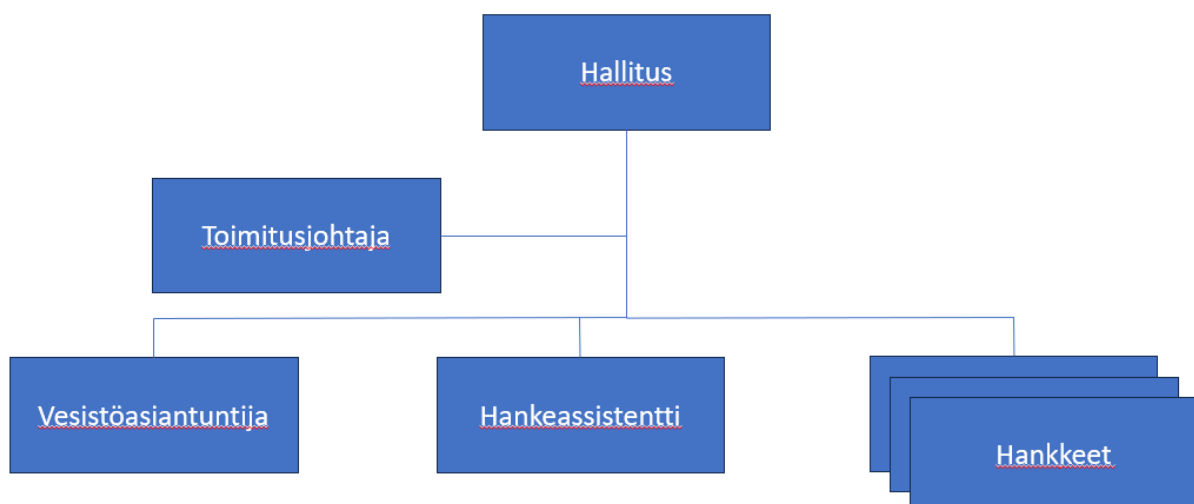 Hallitus
Toimitusjohtaja
Vesistöasiantuntija
Hankeassistentti
Hankkeet